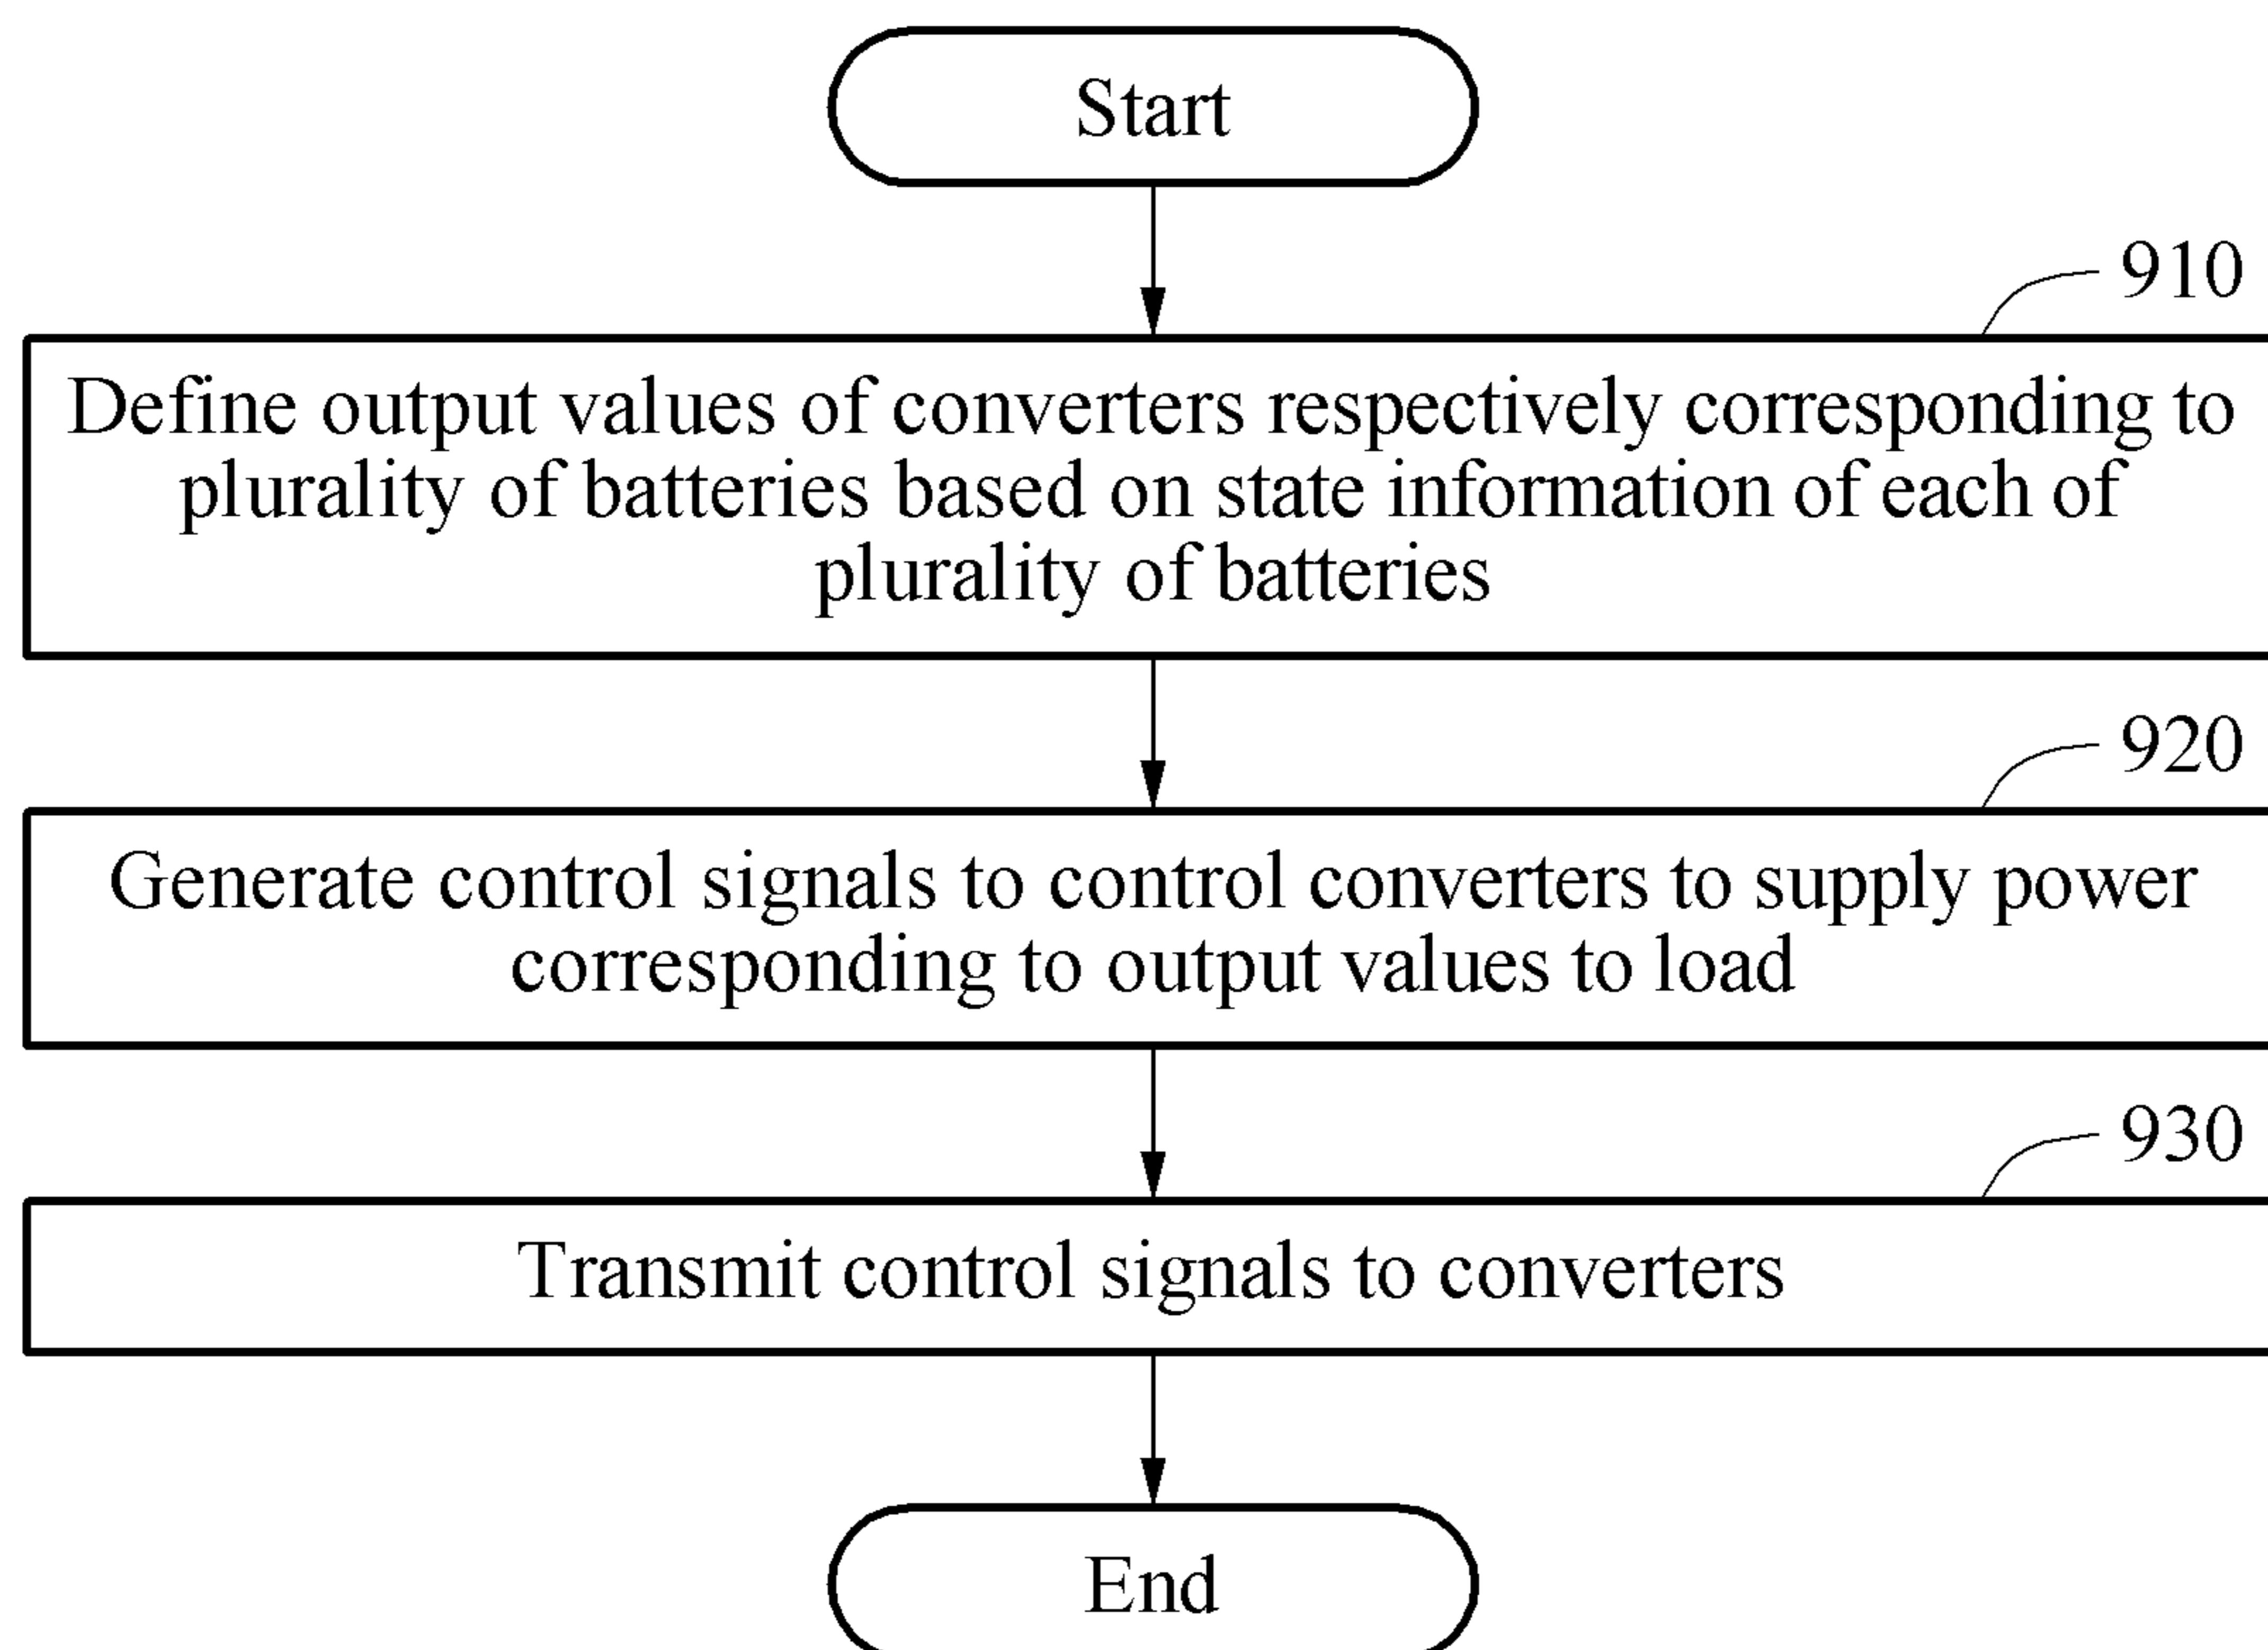 Start
910
Define output values of converters respectively corresponding to
plurality of batteries based on state information of each of
plurality of batteries
920
Generate control signals to control converters to supply power
corresponding to output values to load
930
Transmit control signals to converters
End